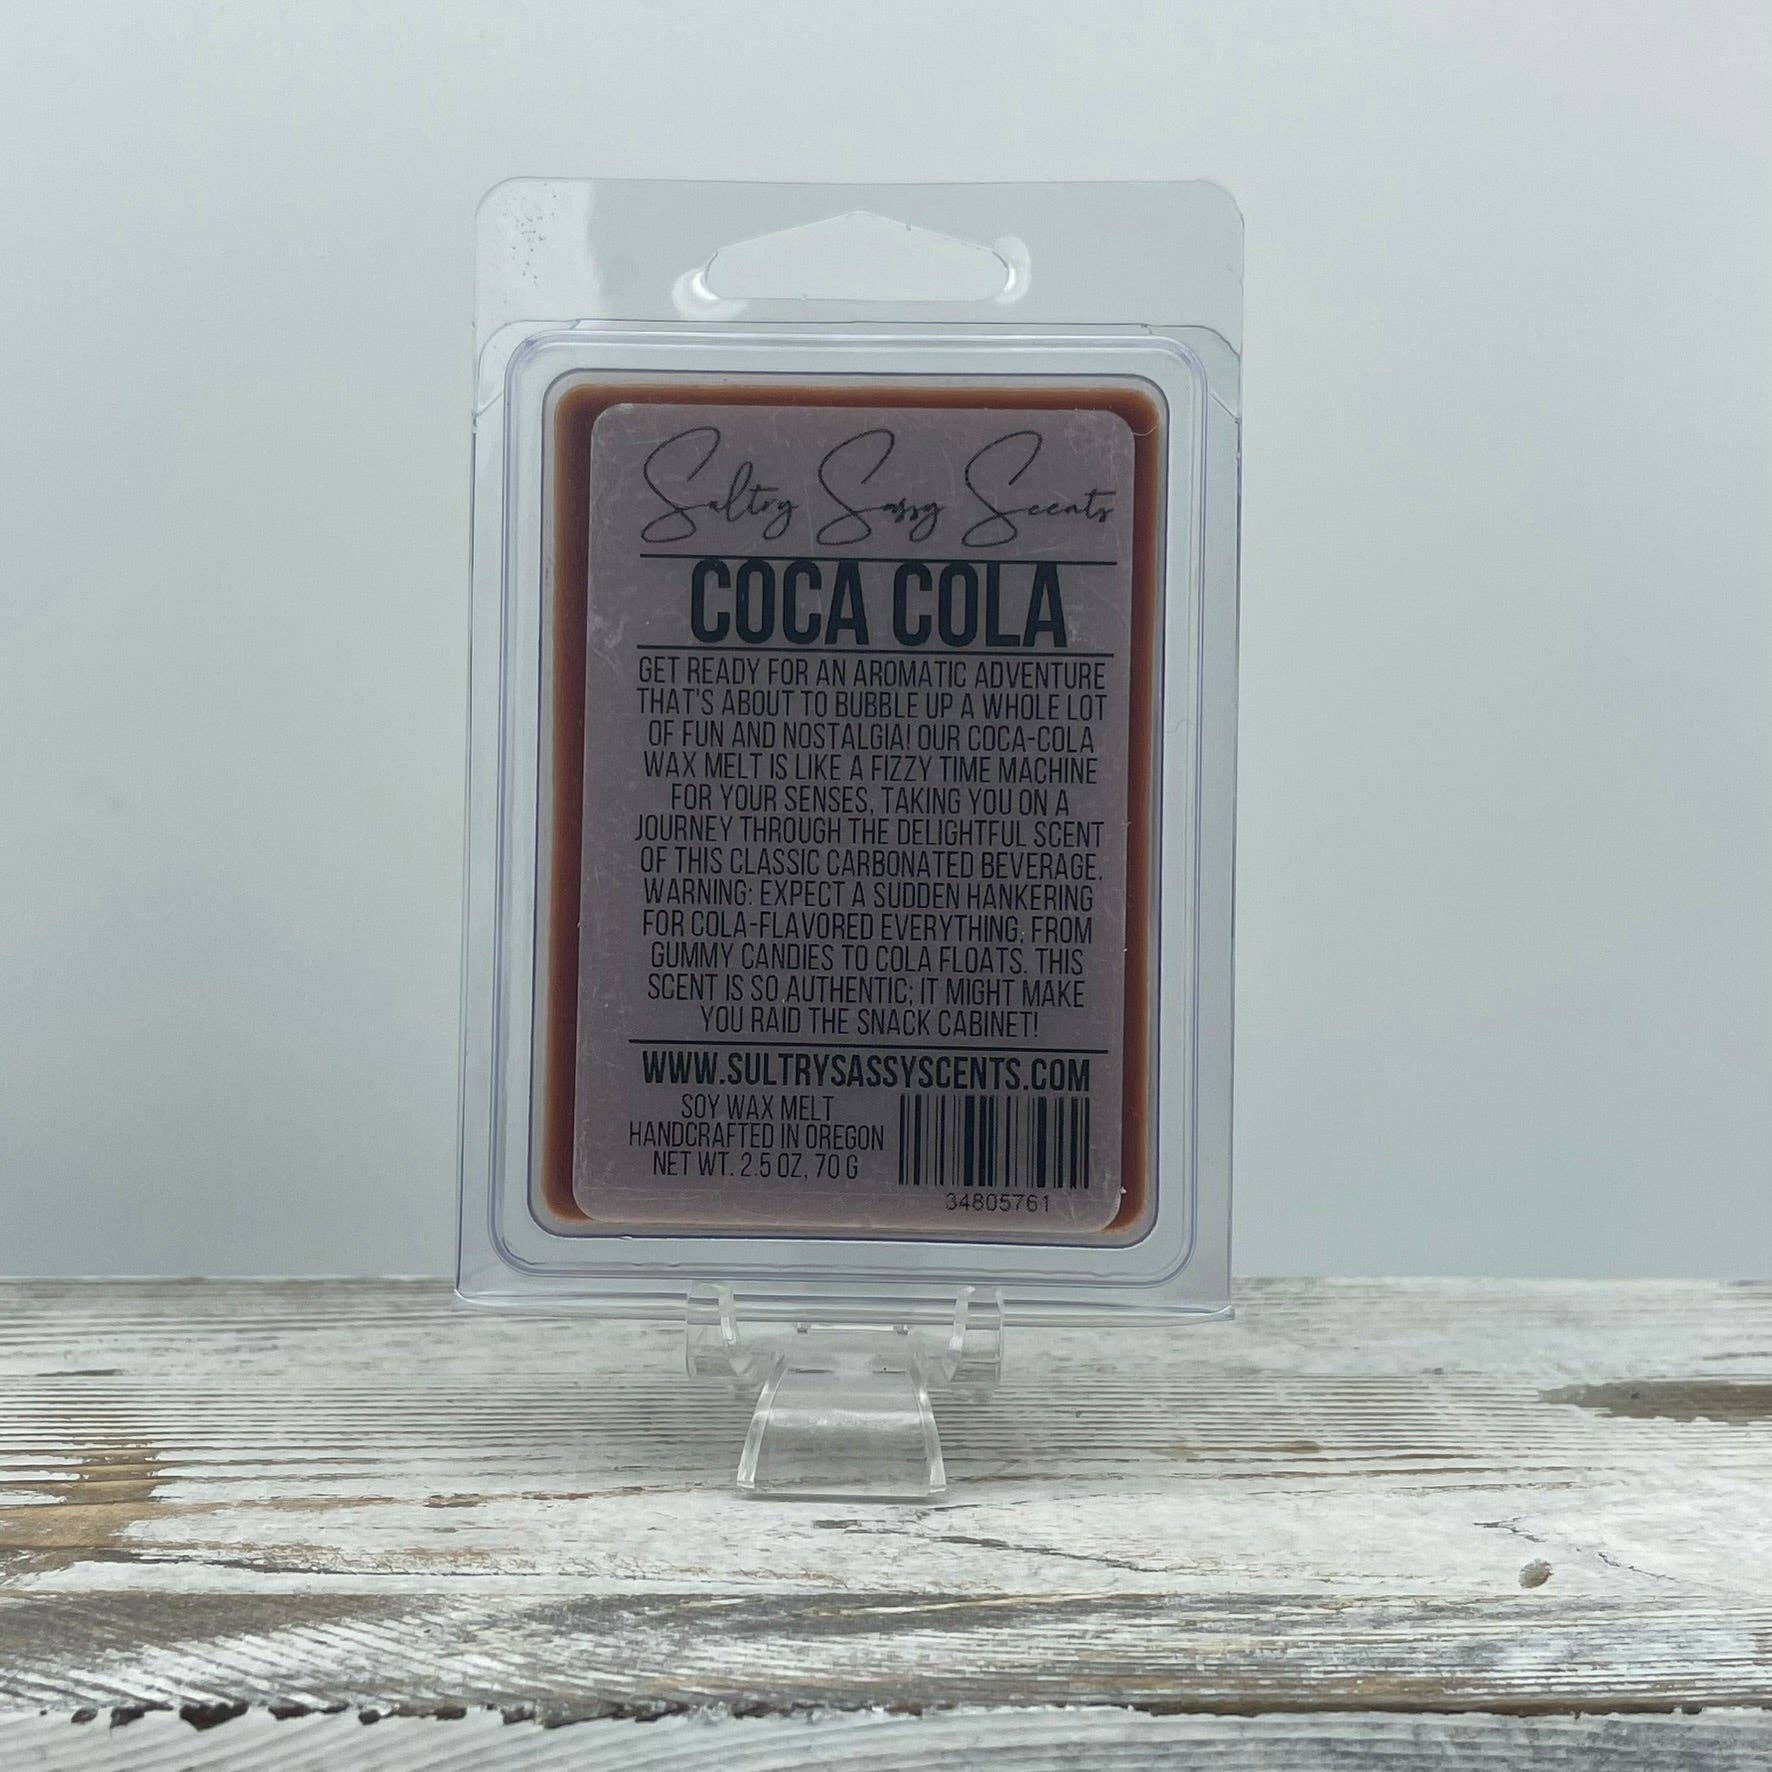 Sultry Sassy Scents
COCA COLA
GET READY FOR AN AROMATIC ADVENTURE
THAT'S ABOUT TO BUBBLE UP A WHOLE LOT
OF FUN AND NOSTALGIA! OUR COCA-COLA
WAX MELT IS LIKE A FIZZY TIME MACHINE
FOR YOUR SENSES, TAKING YOU ON A
JOURNEY THROUGH THE DELIGHTFUL SCENT
OF THIS CLASSIC CARBONATED BEVERAGE.
WARNING: EXPECT A SUDDEN HANKERING
FOR COLA-FLAVORED EVERYTHING, FROM
GUMMY CANDIES TO COLA FLOATS. THIS
SCENT IS SO AUTHENTIC; IT MIGHT MAKE
YOU RAID THE SNACK CABINET!
WWW.SULTRYSASSYSCENTS.COM
SOY WAX MELT
HANDCRAFTED IN OREGON
NET WT. 2.5 OZ, 70 G
34805761